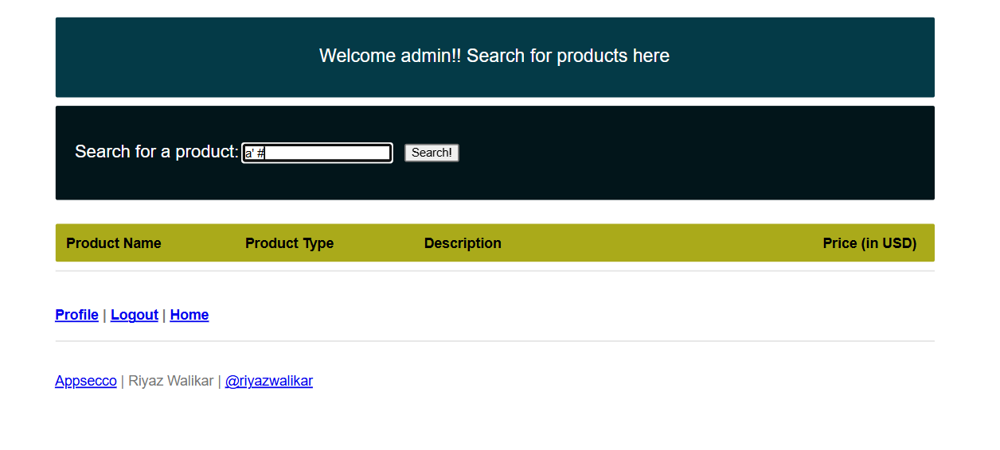 Welcome admin!! Search for products here
Search for a product: a' # Search!
Product Name Product Type Description Price (in USD)
Profile | Logout | Home
Appsecco | Riyaz Walikar | @riyazwalikar